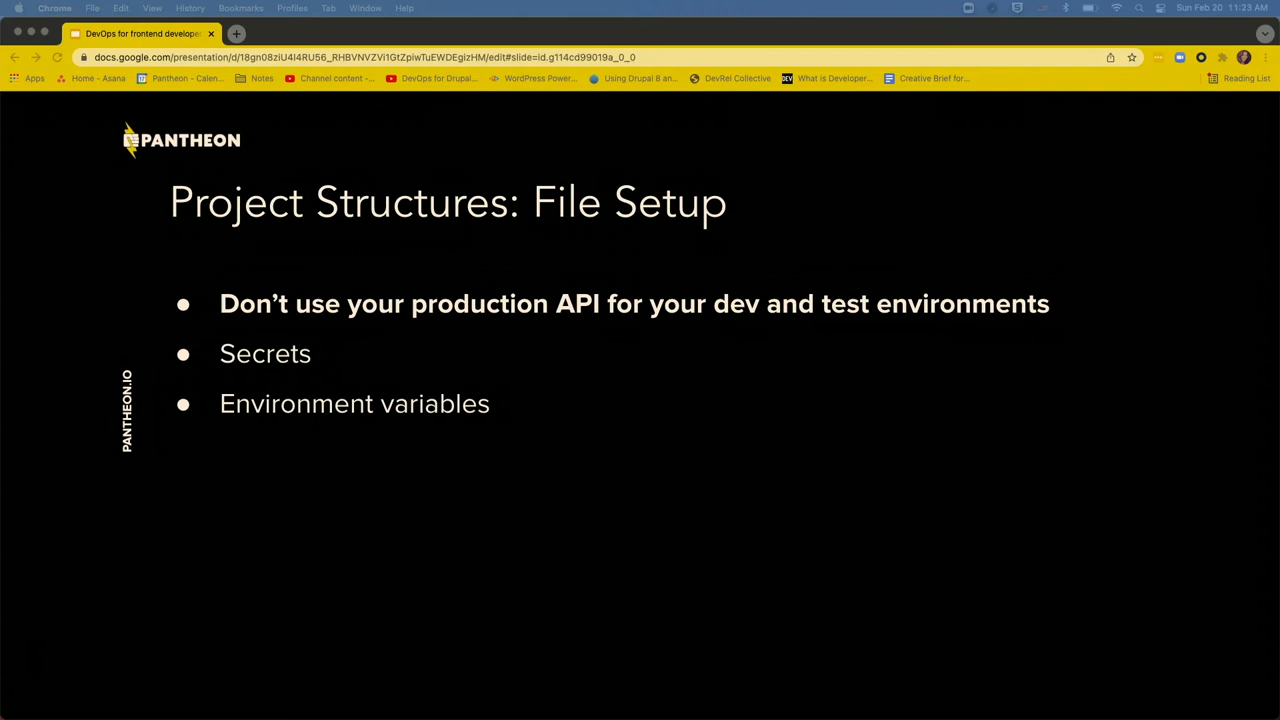 Chrome File Edit View History Bookmarks Profiles Tab Window Help Sun Feb 20 11:23 AM
DevOps for frontend developer
docs.google.com/presentation/d/18gn08ziU4I4RU56_RHBVNVZVi1GtZpiwTuEWDEgizHM/edit#slide=id.g114cd99019a_0_0
Apps Home - Asana Pantheon - Calen... Notes Channel content -... DevOps for Drupal... WordPress Power... Using Drupal 8 an... DevRel Collective DEV What is Developer... Creative Brief for... Reading List
PANTHEON
Project Structures: File Setup
● Don't use your production API for your dev and test environments
● Secrets
● Environment variables
PANTHEON.IO